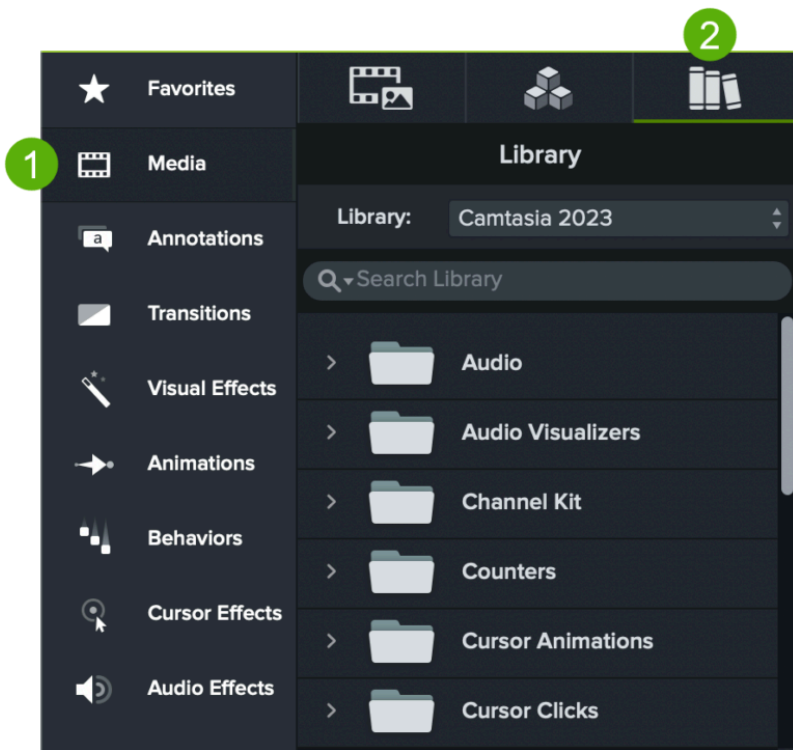 2
Favorites
1
Media
Annotations
a
Transitions
Visual Effects
Animations
Behaviors
Cursor Effects
Audio Effects
Library
Library: Camtasia 2023
Search Library
Audio
Audio Visualizers
Channel Kit
Counters
Cursor Animations
Cursor Clicks